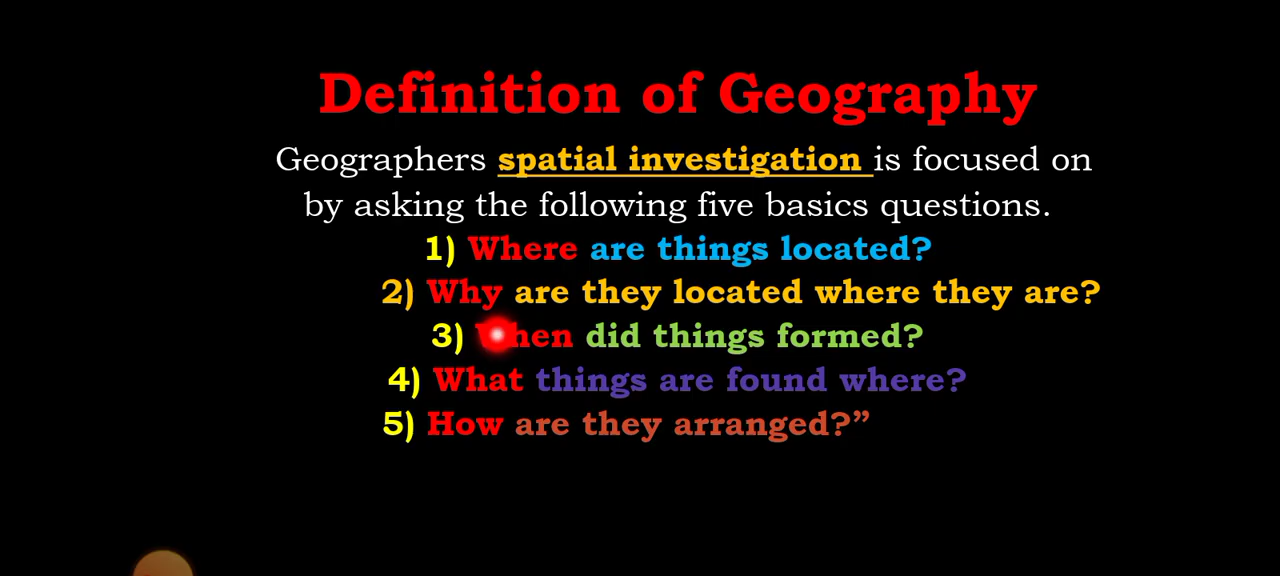 Definition of Geography
Geographers spatial investigation is focused on
by asking the following five basics questions.
1) Where are things located?
2) Why are they located where they are?
3) When did things formed?
4) What things are found where?
5) How are they arranged?”